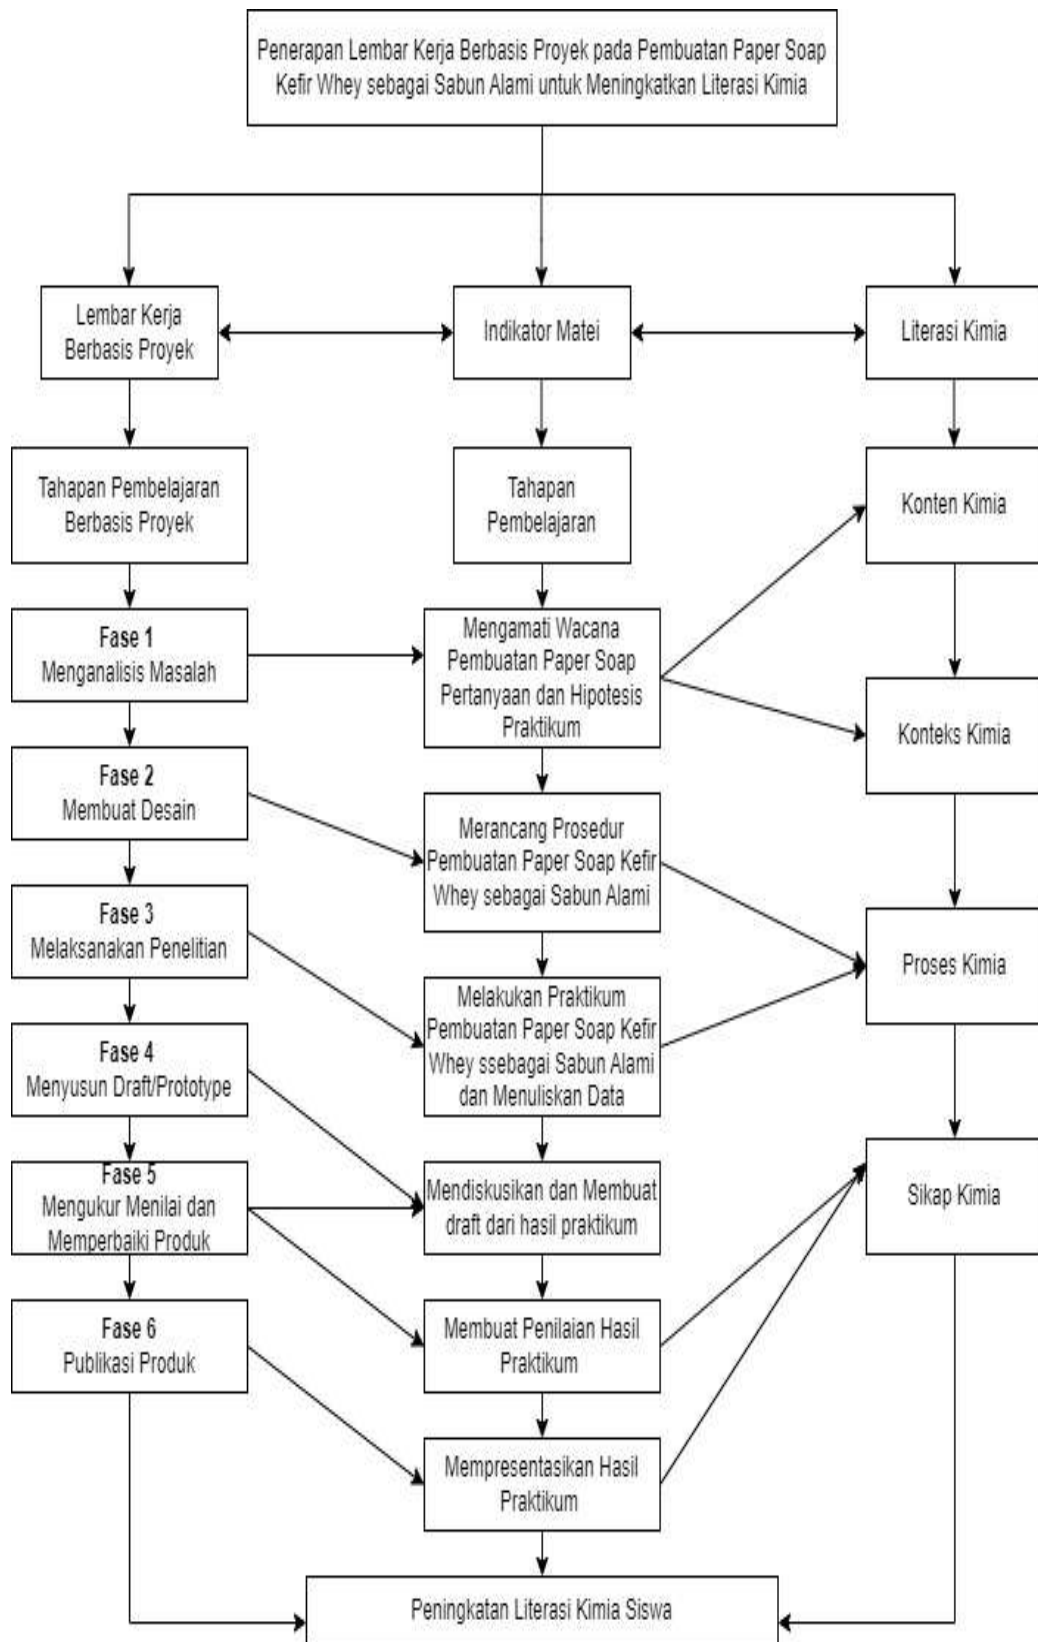 Penerapan Lembar Kerja Berbasis Proyek pada Pembuatan Paper Soap
Kefir Whey sebagai Sabun Alami untuk Meningkatkan Literasi Kimia
Lembar Kerja
Berbasis Proyek
Indikator Matei
Literasi Kimia
Tahapan Pembelajaran
Berbasis Proyek
Tahapan
Pembelajaran
Konten Kimia
Fase 1
Menganalisis Masalah
Mengamati Wacana
Pembuatan Paper Soap
Pertanyaan dan Hipotesis
Praktikum
Konteks Kimia
Fase 2
Membuat Desain
Merancang Prosedur
Pembuatan Paper Soap Kefir
Whey sebagai Sabun Alami
Fase 3
Melaksanakan Penelitian
Proses Kimia
Melakukan Praktikum
Pembuatan Paper Soap Kefir
Whey ssebagai Sabun Alami
dan Menuliskan Data
Fase 4
Menyusun Draft/Prototype
Fase 5
Mengukur Menilai dan
Memperbaiki Produk
Mendiskusikan dan Membuat
draft dari hasil praktikum
Sikap Kimia
Fase 6
Publikasi Produk
Membuat Penilaian Hasil
Praktikum
Mempresentasikan Hasil
Praktikum
Peningkatan Literasi Kimia Siswa